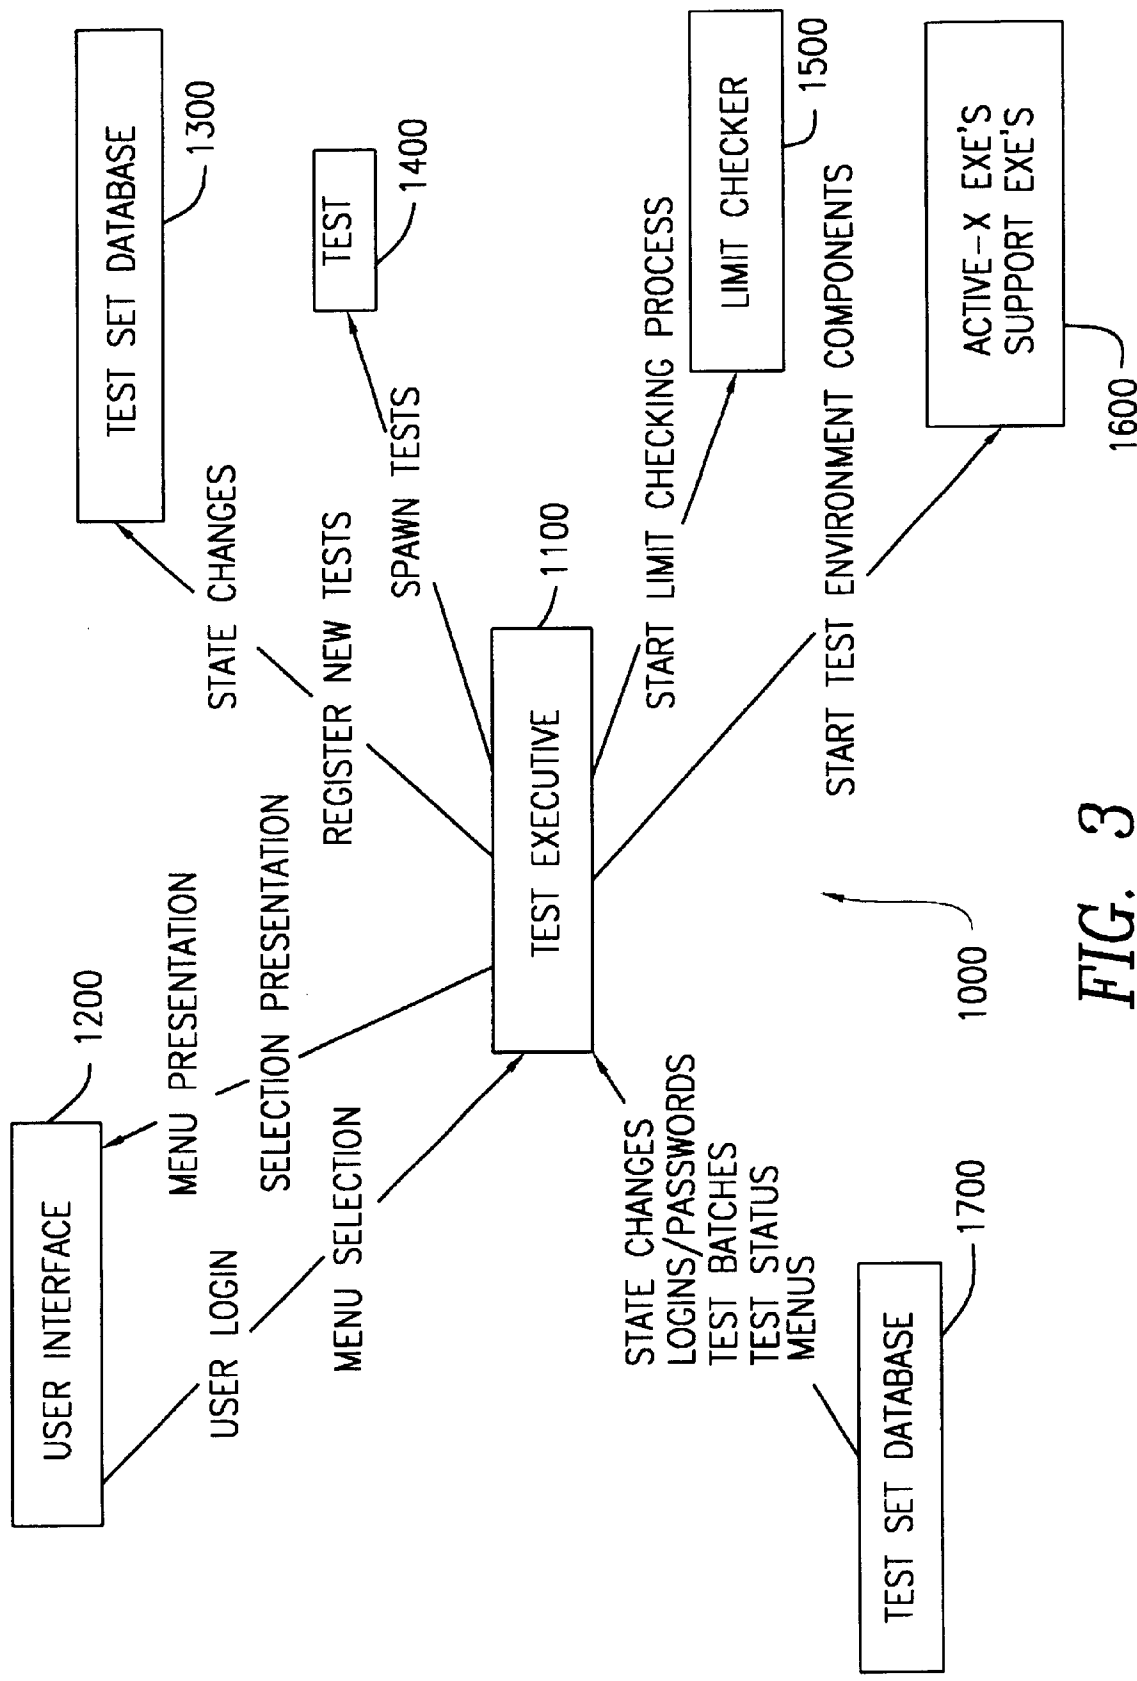 USER INTERFACE
1200
TEST SET DATABASE
1300
MENU PRESENTATION
SELECTION PRESENTATION
USER LOGIN
MENU SELECTION
STATE CHANGES
REGISTER NEW TESTS
TEST
1400
SPAWN TESTS
TEST EXECUTIVE
1100
STATE CHANGES
LOGINS/PASSWORDS
TEST BATCHES
TEST STATUS
MENUS
START LIMIT CHECKING PROCESS
LIMIT CHECKER
1500
START TEST ENVIRONMENT COMPONENTS
TEST SET DATABASE
1700
1000
ACTIVE-X EXE'S
SUPPORT EXE'S
1600
FIG. 3